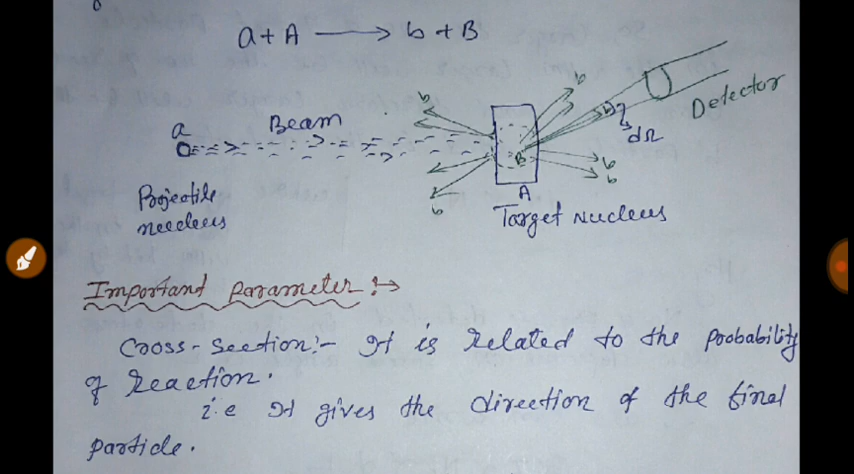 a + A → b + B
b
Detector
a
Beam
b
dΩ
B
b
b
b
A
Projectile
nucleus
Target Nucleus
Important parameter :→
Cross-Section:- It is related to the probability
of reaction.
i.e It gives the direction of the final
particle.